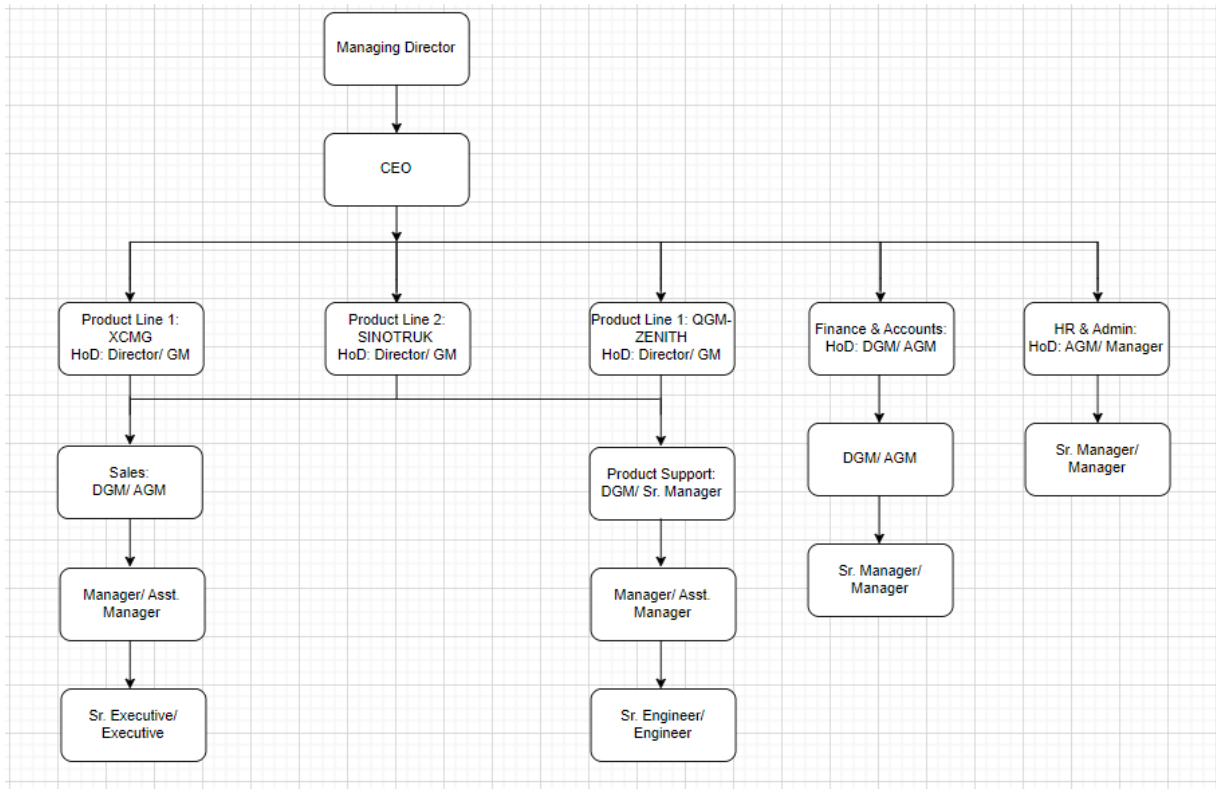 Managing Director
CEO
Product Line 1:
XCMG
HoD: Director/ GM
Product Line 2:
SINOTRUK
HoD: Director/ GM
Product Line 1: QGM-
ZENITH
HoD: Director/ GM
Finance & Accounts:
HoD: DGM/ AGM
HR & Admin:
HoD: AGM/ Manager
Sales:
DGM/ AGM
Product Support:
DGM/ Sr. Manager
DGM/ AGM
Sr. Manager/
Manager
Manager/ Asst.
Manager
Manager/ Asst.
Manager
Sr. Manager/
Manager
Sr. Executive/
Executive
Sr. Engineer/
Engineer